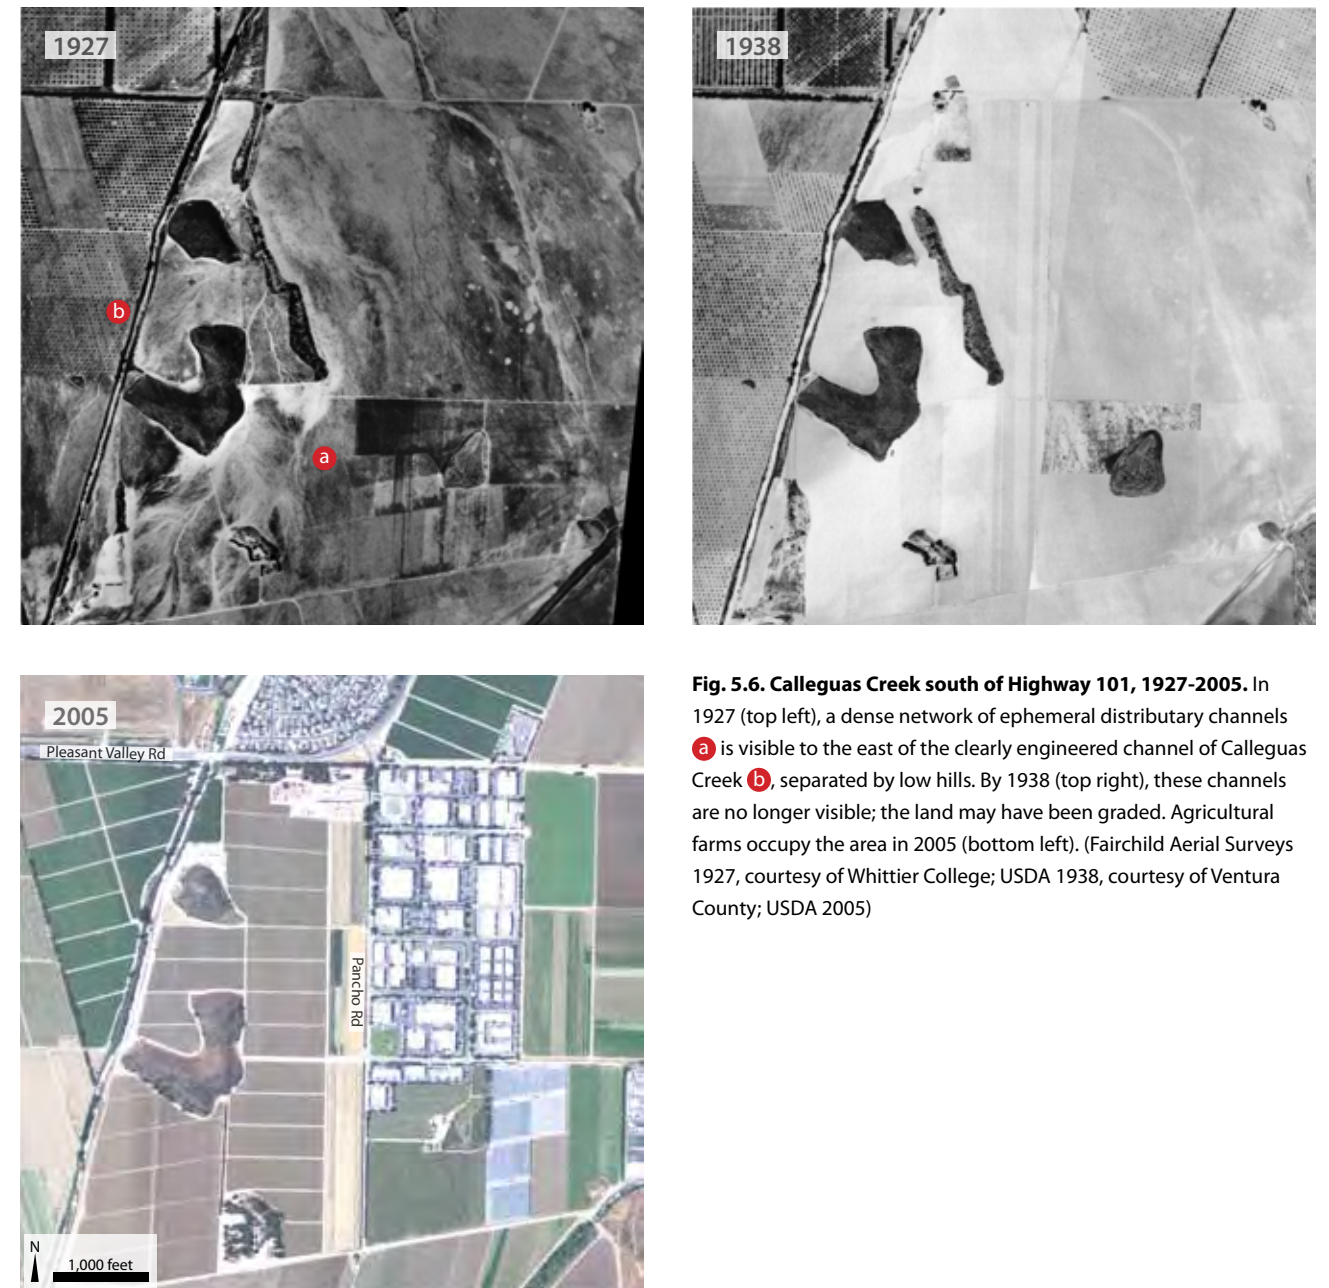 1927
1938
b
a
2005
Pleasant Valley Rd
Pancho Rd
N
1,000 feet
Fig. 5.6. Calleguas Creek south of Highway 101, 1927-2005. In
1927 (top left), a dense network of ephemeral distributary channels
a is visible to the east of the clearly engineered channel of Calleguas
Creek b, separated by low hills. By 1938 (top right), these channels
are no longer visible; the land may have been graded. Agricultural
farms occupy the area in 2005 (bottom left). (Fairchild Aerial Surveys
1927, courtesy of Whittier College; USDA 1938, courtesy of Ventura
County; USDA 2005)